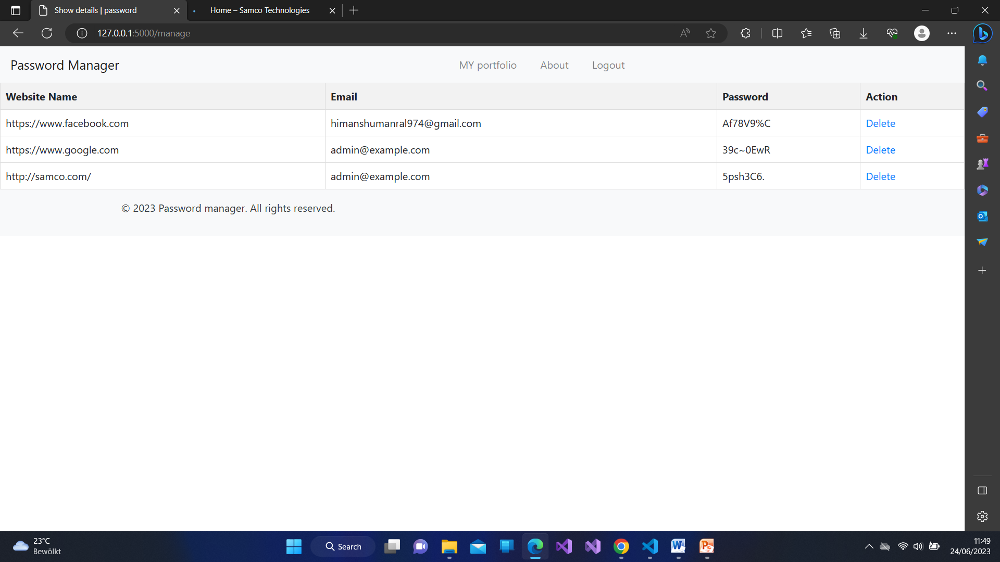 Show details | password
Home – Samco Technologies
127.0.0.1:5000/manage
Password Manager
MY portfolio
About
Logout
Website Name Email Password Action
https://www.facebook.com himanshumanral974@gmail.com Af78V9%C Delete
https://www.google.com admin@example.com 39c~0EwR Delete
http://samco.com/ admin@example.com 5psh3C6. Delete
© 2023 Password manager. All rights reserved.
23°C
Bewölkt
Search
11:49
24/06/2023